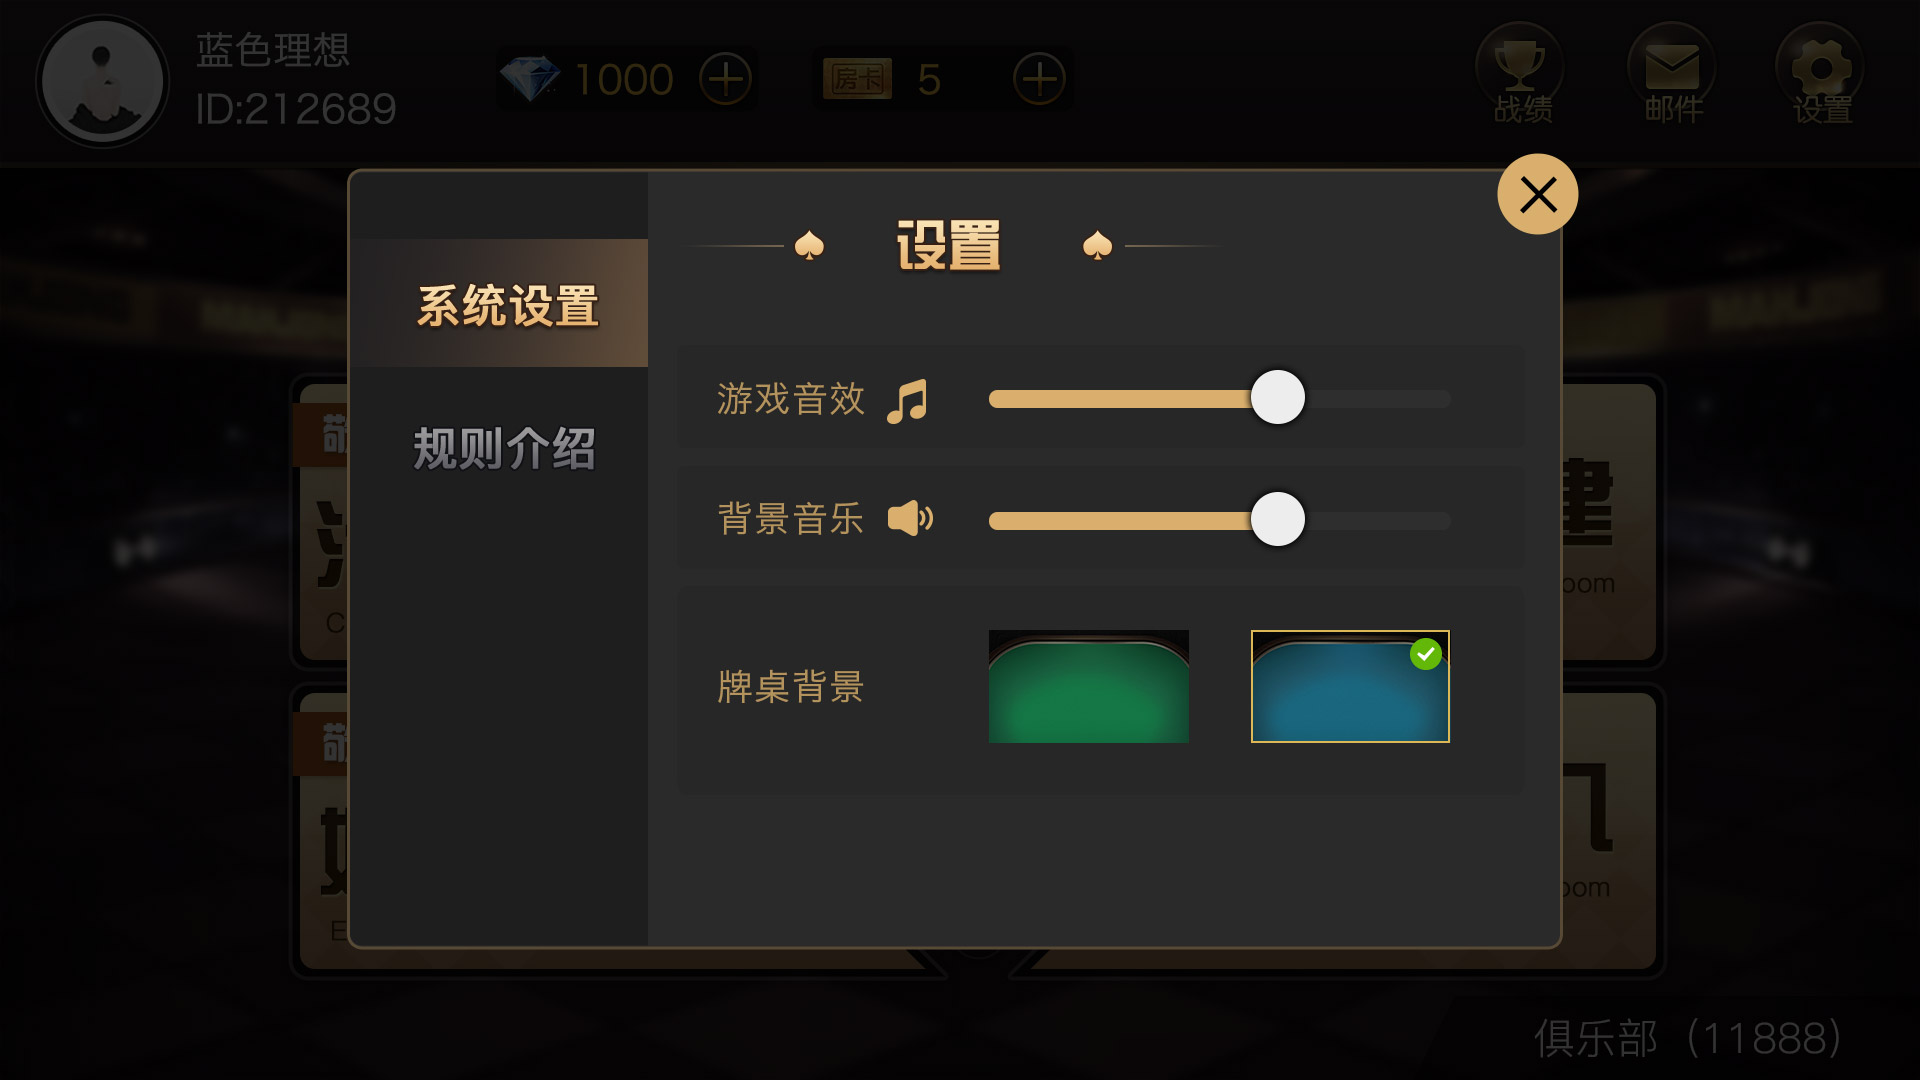 蓝色理想
ID:212689
1000
房卡
5
战绩
邮件
设置
设置
系统设置
规则介绍
游戏音效
背景音乐
牌桌背景
建
oom
oom
俱乐部（11888）